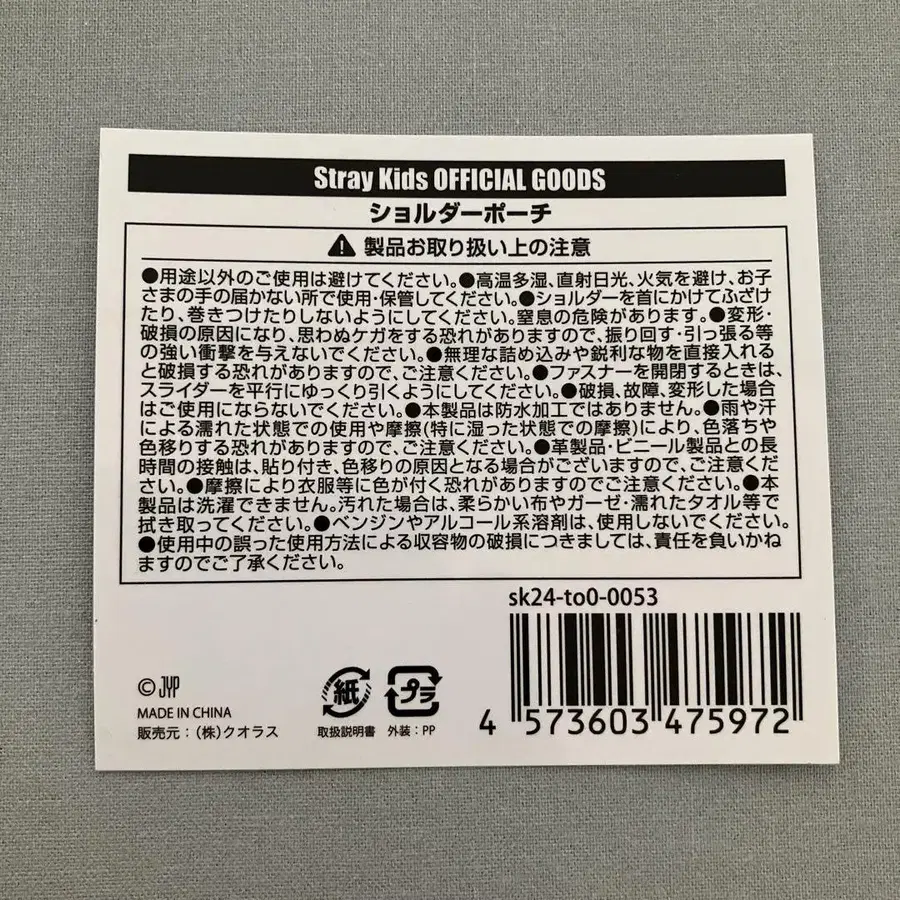 Stray Kids OFFICIAL GOODS
ショルダーポーチ
製品お取り扱い上の注意
●用途以外のご使用は避けてください。●高温多湿、直射日光、火気を避け、お子
さまの手の届かない所で使用・保管してください。●ショルダーを首にかけてふざけ
たり、巻きつけたりしないようにしてください。窒息の危険があります。●変形・
破損の原因になり、思わぬケガをする恐れがありますので、振り回す・引っ張る等
の強い衝撃を与えないでください。●無理な詰め込みや鋭利な物を直接入れる
と破損する恐れがありますので、ご注意ください。●ファスナーを開閉するときは、
スライダーを平行にゆっくり引くようにしてください。●破損、故障、変形した場合
はご使用にならないでください。●本製品は防水加工ではありません。●雨や汗
による濡れた状態での使用や摩擦(特に湿った状態での摩擦)により、色落ちや
色移りする恐れがありますので、ご注意ください。●革製品・ビニール製品との長
時間の接触は、貼り付き、色移りの原因となる場合がございますので、ご注意くだ
さい。●摩擦により衣服等に色が付く恐れがありますのでご注意ください。●本
製品は洗濯できません。汚れた場合は、柔らかい布やガーゼ・濡れたタオル等で
拭き取ってください。●ベンジンやアルコール系溶剤は、使用しないでください。
●使用中の誤った使用方法による収容物の破損につきましては、責任を負いかね
ますのでご了承ください。
sk24-to0-0053
4 573603 475972
© JYP
MADE IN CHINA
販売元：(株)クオラス
紙
取扱説明書
プラ
外装：PP